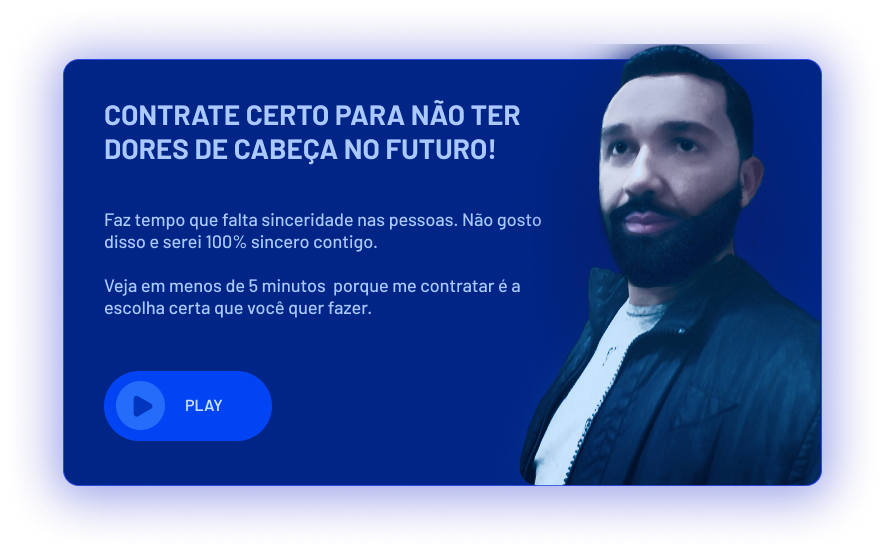 CONTRATE CERTO PARA NÃO TER
DORES DE CABEÇA NO FUTURO!
Faz tempo que falta sinceridade nas pessoas. Não gosto
disso e serei 100% sincero contigo.
Veja em menos de 5 minutos  porque me contratar é a
escolha certa que você quer fazer.
PLAY